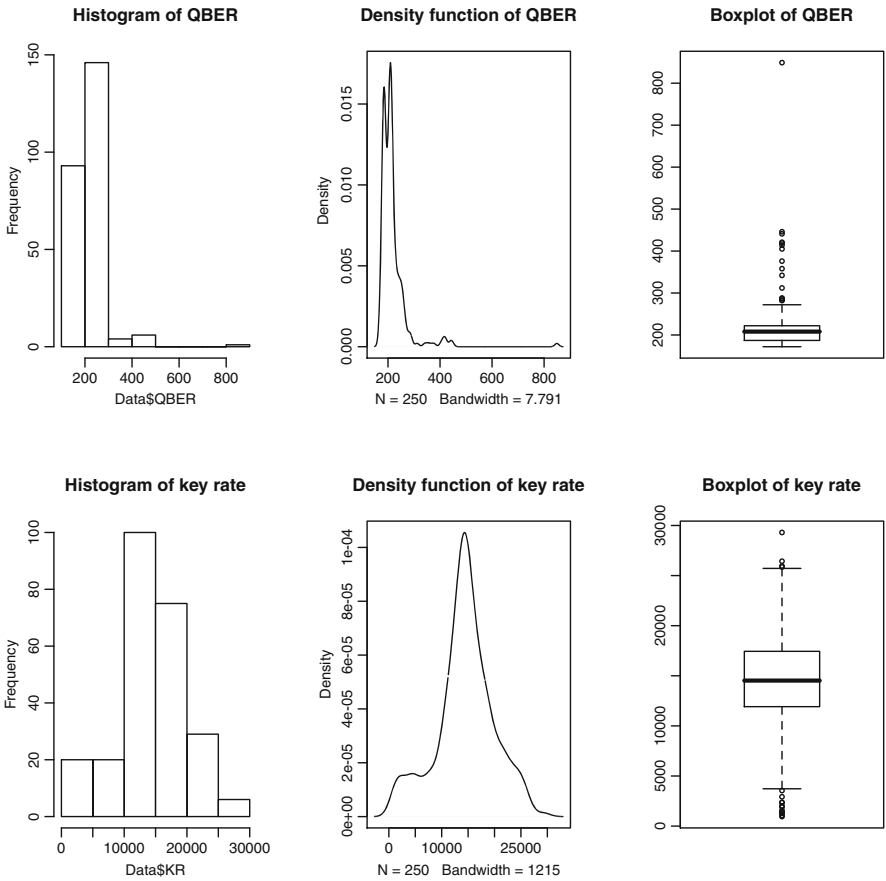 Histogram of QBER
Frequency
0 50 100 150
200 400 600 800
Data$QBER
Density function of QBER
Density
0.000 0.005 0.010 0.015
200 400 600 800
N = 250 Bandwidth = 7.791
Boxplot of QBER
200 300 400 500 600 700 800
Histogram of key rate
Frequency
0 20 40 60 80 100
0 10000 20000 30000
Data$KR
Density function of key rate
Density
0e+00 2e-05 4e-05 6e-05 8e-05 1e-04
0 10000 25000
N = 250 Bandwidth = 1215
Boxplot of key rate
0 5000 10000 20000 30000